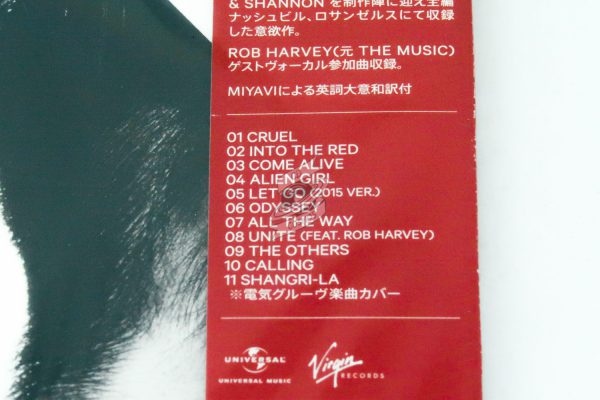 & SHANNON を制作陣に迎え全編
ナッシュビル、ロサンゼルスにて収録
した意欲作。
ROB HARVEY(元 THE MUSIC)
ゲストヴォーカル参加曲収録。
MIYAVIによる英詞大意和訳付
01 CRUEL
02 INTO THE RED
03 COME ALIVE
04 ALIEN GIRL
05 LET GO (2015 VER.)
06 ODYSSEY
07 ALL THE WAY
08 UNITE (FEAT. ROB HARVEY)
09 THE OTHERS
10 CALLING
11 SHANGRI-LA
※電気グルーヴ楽曲カバー
UNIVERSAL
UNIVERSAL MUSIC
Virgin
RECORDS